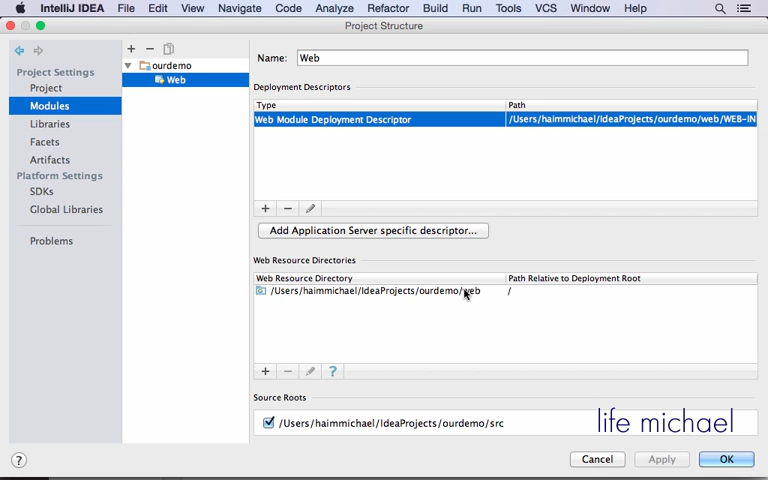 IntelliJ IDEA File Edit View Navigate Code Analyze Refactor Build Run Tools VCS Window Help
Project Structure
Project Settings
Project
Modules
Libraries
Facets
Artifacts
Platform Settings
SDKs
Global Libraries
Problems
ourdemo
Web
Name: Web
Deployment Descriptors
Type Path
Web Module Deployment Descriptor /Users/haimmichael/IdeaProjects/ourdemo/web/WEB-IN
Add Application Server specific descriptor...
Web Resource Directories
Web Resource Directory Path Relative to Deployment Root
/Users/haimmichael/IdeaProjects/ourdemo/web /
?
Source Roots
/Users/haimmichael/IdeaProjects/ourdemo/src
life michael
? Cancel Apply OK